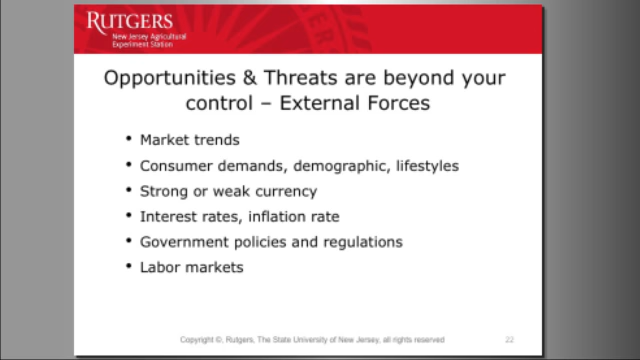 RUTGERS
New Jersey Agricultural
Experiment Station
Opportunities & Threats are beyond your
control – External Forces
• Market trends
• Consumer demands, demographic, lifestyles
• Strong or weak currency
• Interest rates, inflation rate
• Government policies and regulations
• Labor markets
Copyright ©, Rutgers, The State University of New Jersey, all rights reserved
22